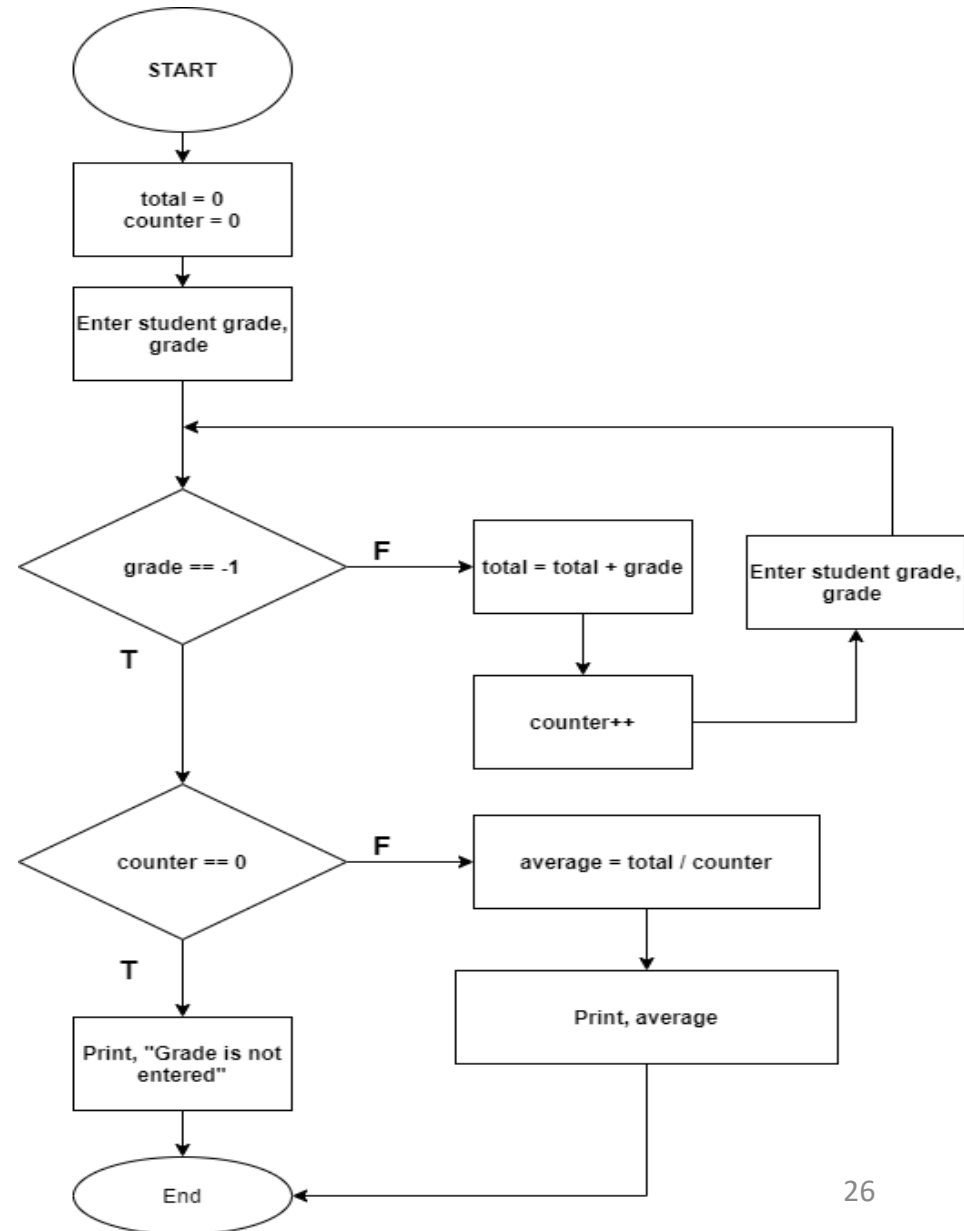 START
total = 0
counter = 0
Enter student grade,
grade
grade == -1
F
total = total + grade
Enter student grade,
grade
T
counter++
counter == 0
F
average = total / counter
T
Print, average
Print, "Grade is not
entered"
End
26